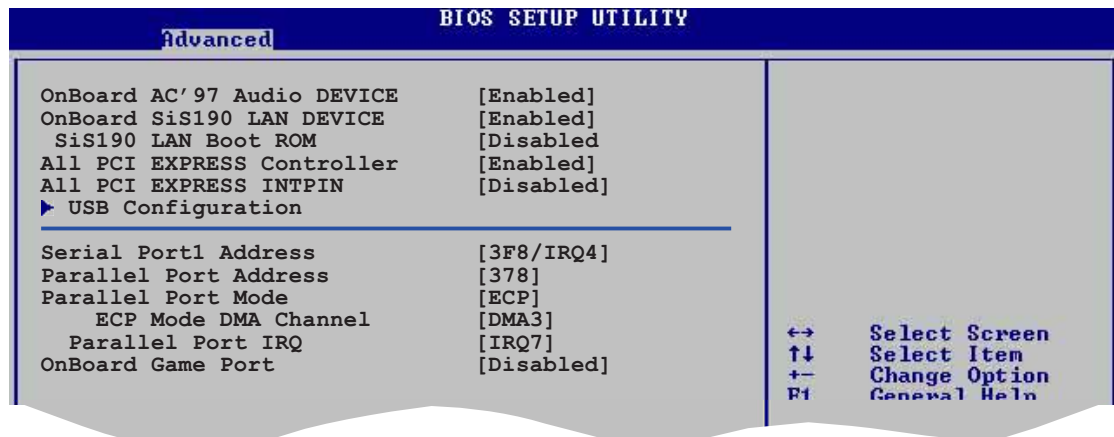 BIOS SETUP UTILITY
Advanced
OnBoard AC'97 Audio DEVICE [Enabled]
OnBoard SiS190 LAN DEVICE [Enabled]
SiS190 LAN Boot ROM [Disabled
All PCI EXPRESS Controller [Enabled]
All PCI EXPRESS INTPIN [Disabled]
USB Configuration
Serial Port1 Address [3F8/IRQ4]
Parallel Port Address [378]
Parallel Port Mode [ECP]
ECP Mode DMA Channel [DMA3]
Parallel Port IRQ [IRQ7]
OnBoard Game Port [Disabled]
←→ Select Screen
↑↓ Select Item
+- Change Option
F1 General Help